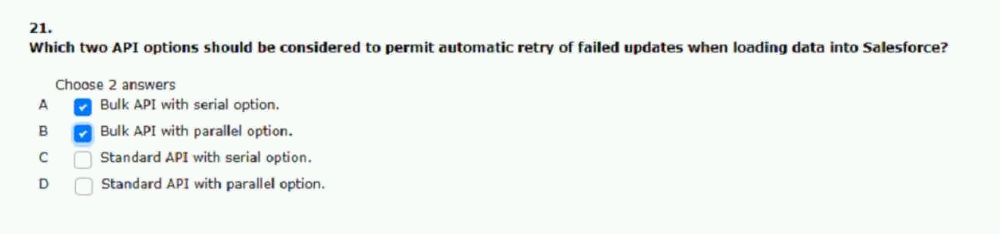 21.
Which two API options should be considered to permit automatic retry of failed updates when loading data into Salesforce?
Choose 2 answers
A Bulk API with serial option.
B Bulk API with parallel option.
C Standard API with serial option.
D Standard API with parallel option.